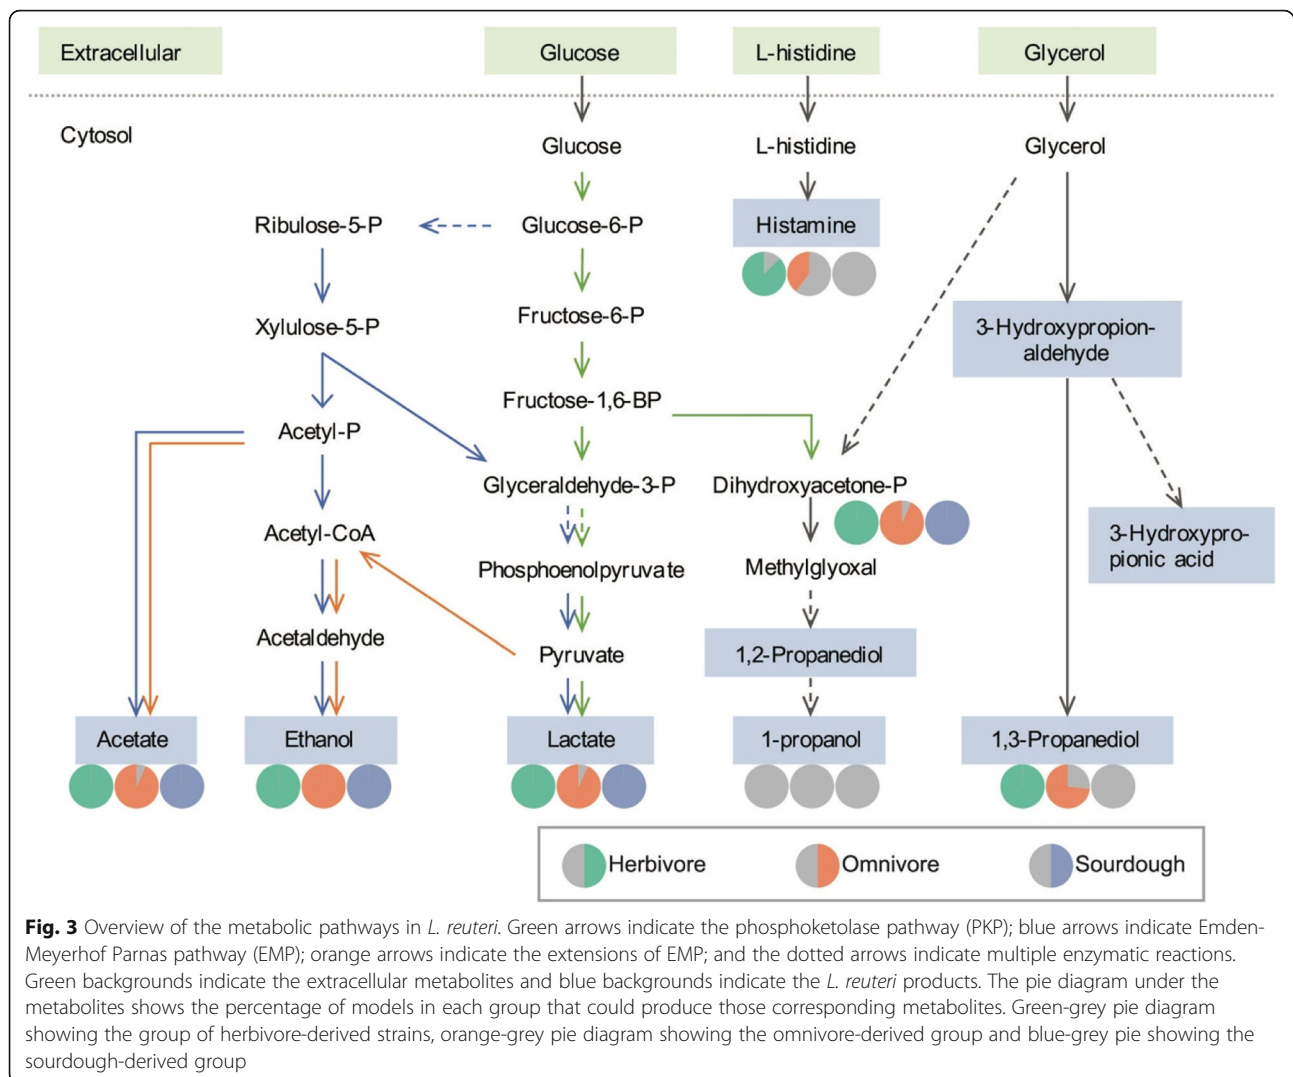 Extracellular
Glucose
L-histidine
Glycerol
Cytosol
Glucose
L-histidine
Glycerol
Ribulose-5-P
Glucose-6-P
Histamine
Xylulose-5-P
Fructose-6-P
3-Hydroxypropion-
aldehyde
Fructose-1,6-BP
Acetyl-P
Glyceraldehyde-3-P
Dihydroxyacetone-P
Acetyl-CoA
3-Hydroxypro-
pionic acid
Phosphoenolpyruvate
Methylglyoxal
Acetaldehyde
Pyruvate
1,2-Propanediol
Acetate
Ethanol
Lactate
1-propanol
1,3-Propanediol
Herbivore
Omnivore
Sourdough
Fig. 3 Overview of the metabolic pathways in L. reuteri. Green arrows indicate the phosphoketolase pathway (PKP); blue arrows indicate Emden-
Meyerhof Parnas pathway (EMP); orange arrows indicate the extensions of EMP; and the dotted arrows indicate multiple enzymatic reactions.
Green backgrounds indicate the extracellular metabolites and blue backgrounds indicate the L. reuteri products. The pie diagram under the
metabolites shows the percentage of models in each group that could produce those corresponding metabolites. Green-grey pie diagram
showing the group of herbivore-derived strains, orange-grey pie diagram showing the omnivore-derived group and blue-grey pie showing the
sourdough-derived group